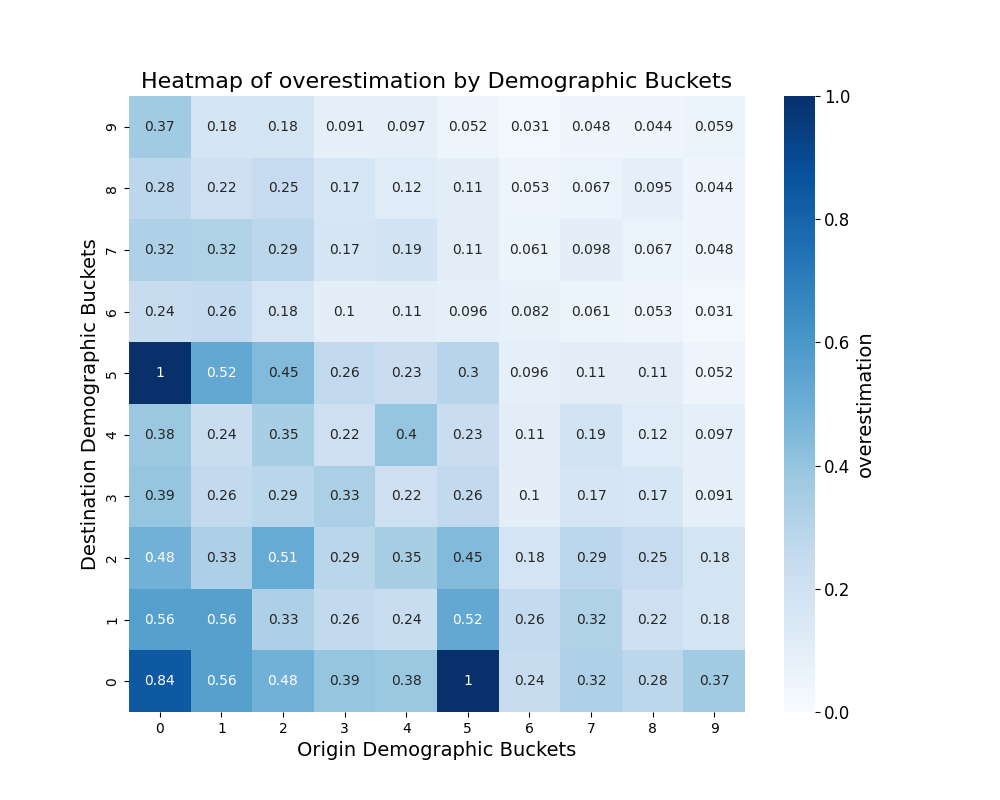 Heatmap of overestimation by Demographic Buckets
9 0.37 0.18 0.18 0.091 0.097 0.052 0.031 0.048 0.044 0.059
8 0.28 0.22 0.25 0.17 0.12 0.11 0.053 0.067 0.095 0.044
7 0.32 0.32 0.29 0.17 0.19 0.11 0.061 0.098 0.067 0.048
6 0.24 0.26 0.18 0.1 0.11 0.096 0.082 0.061 0.053 0.031
5 1 0.52 0.45 0.26 0.23 0.3 0.096 0.11 0.11 0.052
4 0.38 0.24 0.35 0.22 0.4 0.23 0.11 0.19 0.12 0.097
3 0.39 0.26 0.29 0.33 0.22 0.26 0.1 0.17 0.17 0.091
2 0.48 0.33 0.51 0.29 0.35 0.45 0.18 0.29 0.25 0.18
1 0.56 0.56 0.33 0.26 0.24 0.52 0.26 0.32 0.22 0.18
0 0.84 0.56 0.48 0.39 0.38 1 0.24 0.32 0.28 0.37
0 1 2 3 4 5 6 7 8 9
Origin Demographic Buckets
Destination Demographic Buckets
1.0
0.8
0.6
0.4
0.2
0.0
overestimation